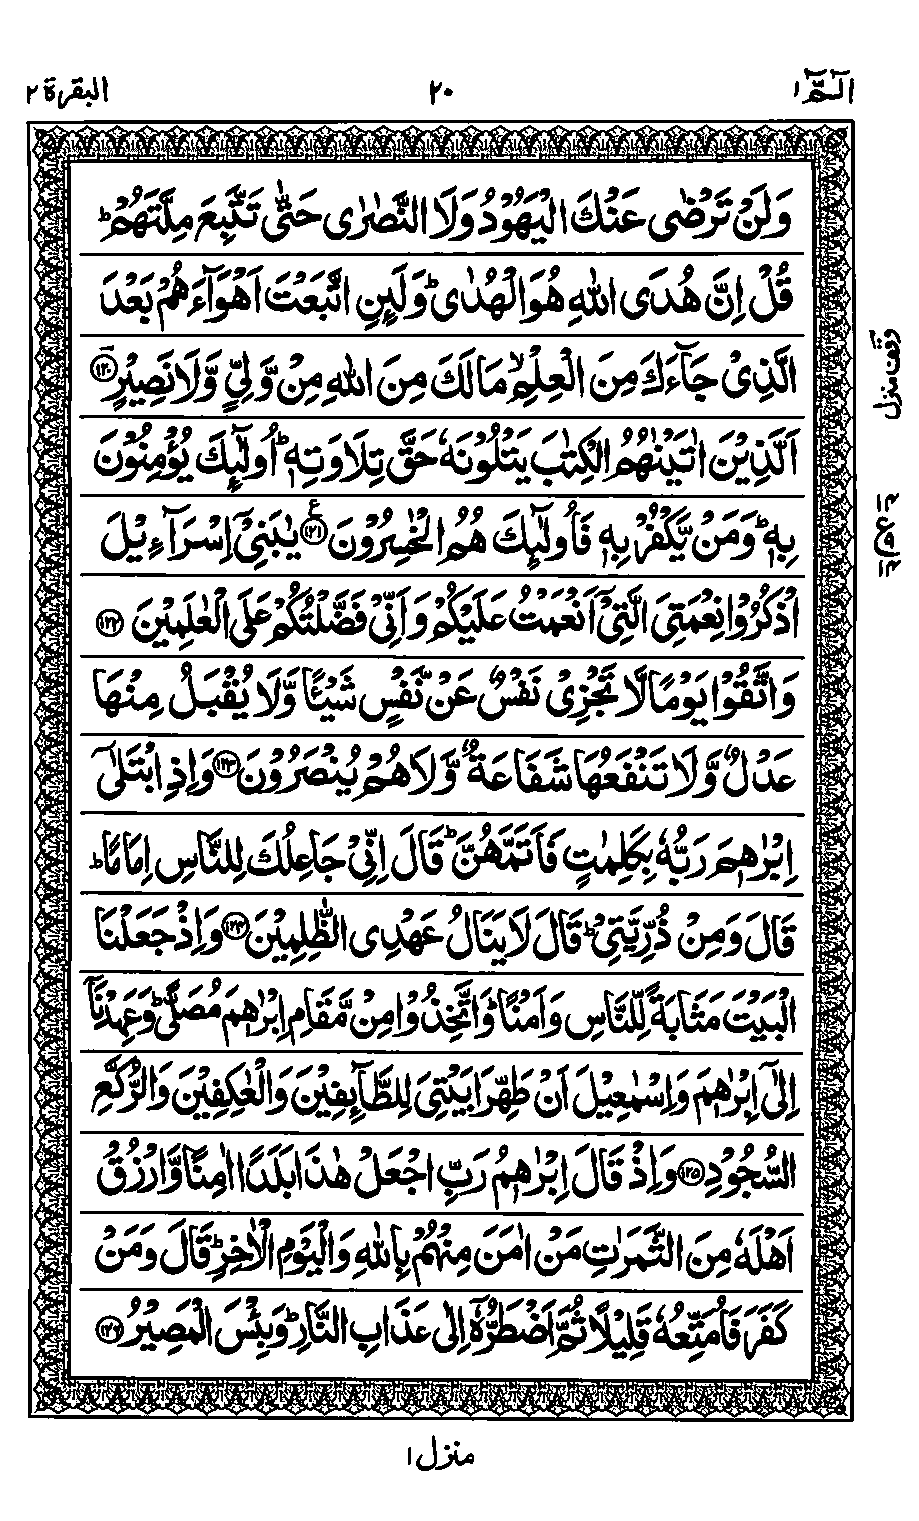 الٓـمّٓ ١ ٢٠ البقرة ٢
وَلَنْ تَرْضٰى عَنْكَ الْيَهُوْدُ وَلَا النَّصٰرٰى حَتّٰى تَتَّبِعَ مِلَّتَهُمْ ؕ
قُلْ اِنَّ هُدَى اللّٰهِ هُوَ الْهُدٰى ؕ وَلَئِنِ اتَّبَعْتَ اَهْوَآءَهُمْ بَعْدَ
الَّذِىْ جَآءَكَ مِنَ الْعِلْمِ ۙ مَا لَكَ مِنَ اللّٰهِ مِنْ وَّلِىٍّ وَّلَا نَصِيْرٍ ﴿١٢٠﴾
اَلَّذِيْنَ اٰتَيْنٰهُمُ الْكِتٰبَ يَتْلُوْنَهٗ حَقَّ تِلَاوَتِهٖ ؕ اُولٰٓئِكَ يُؤْمِنُوْنَ
بِهٖ ؕ وَمَنْ يَّكْفُرْ بِهٖ فَاُولٰٓئِكَ هُمُ الْخٰسِرُوْنَ ﴿١٢١﴾ ع يٰبَنِىْٓ اِسْرَآءِيْلَ
اذْكُرُوْا نِعْمَتِىَ الَّتِىْٓ اَنْعَمْتُ عَلَيْكُمْ وَاَنِّىْ فَضَّلْتُكُمْ عَلَى الْعٰلَمِيْنَ ﴿١٢٢﴾
وَاتَّقُوْا يَوْمًا لَّا تَجْزِىْ نَفْسٌ عَنْ نَّفْسٍ شَيْئًا وَّلَا يُقْبَلُ مِنْهَا
عَدْلٌ وَّلَا تَنْفَعُهَا شَفَاعَةٌ وَّلَا هُمْ يُنْصَرُوْنَ ﴿١٢٣﴾ وَاِذِ ابْتَلٰٓى
اِبْرٰهٖمَ رَبُّهٗ بِكَلِمٰتٍ فَاَتَمَّهُنَّ ؕ قَالَ اِنِّىْ جَاعِلُكَ لِلنَّاسِ اِمَامًا ؕ
قَالَ وَمِنْ ذُرِّيَّتِىْ ؕ قَالَ لَا يَنَالُ عَهْدِى الظّٰلِمِيْنَ ﴿١٢٤﴾ وَاِذْ جَعَلْنَا
الْبَيْتَ مَثَابَةً لِّلنَّاسِ وَاَمْنًا ؕ وَاتَّخِذُوْا مِنْ مَّقَامِ اِبْرٰهٖمَ مُصَلًّى ؕ وَعَهِدْنَآ
اِلٰٓى اِبْرٰهٖمَ وَاِسْمٰعِيْلَ اَنْ طَهِّرَا بَيْتِىَ لِلطَّآئِفِيْنَ وَالْعٰكِفِيْنَ وَالرُّكَّعِ
السُّجُوْدِ ﴿١٢٥﴾ وَاِذْ قَالَ اِبْرٰهٖمُ رَبِّ اجْعَلْ هٰذَا بَلَدًا اٰمِنًا وَّارْزُقْ
اَهْلَهٗ مِنَ الثَّمَرٰتِ مَنْ اٰمَنَ مِنْهُمْ بِاللّٰهِ وَالْيَوْمِ الْاٰخِرِ ؕ قَالَ وَمَنْ
كَفَرَ فَاُمَتِّعُهٗ قَلِيْلًا ثُمَّ اَضْطَرُّهٗٓ اِلٰى عَذَابِ النَّارِ ؕ وَبِئْسَ الْمَصِيْرُ ﴿١٢٦﴾
وقف منزل
ع
منزل ١